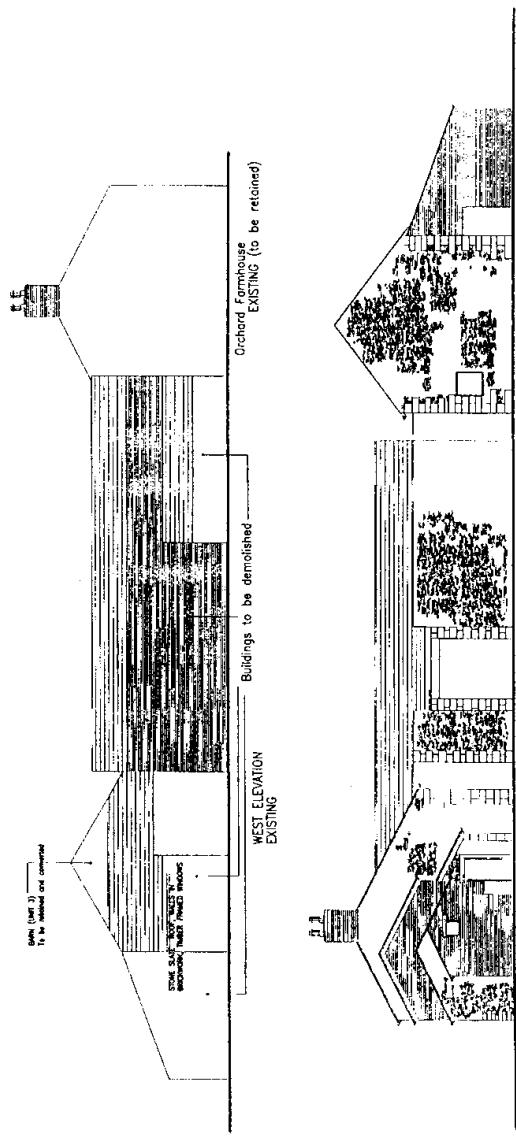 BARN (UNIT 3)
To be retained and converted
STONE SLATE ROOF, WALLS IN
BRICKWORK, TIMBER FRAMED WINDOWS
WEST ELEVATION
EXISTING
Buildings to be demolished
Orchard Farmhouse
EXISTING (to be retained)